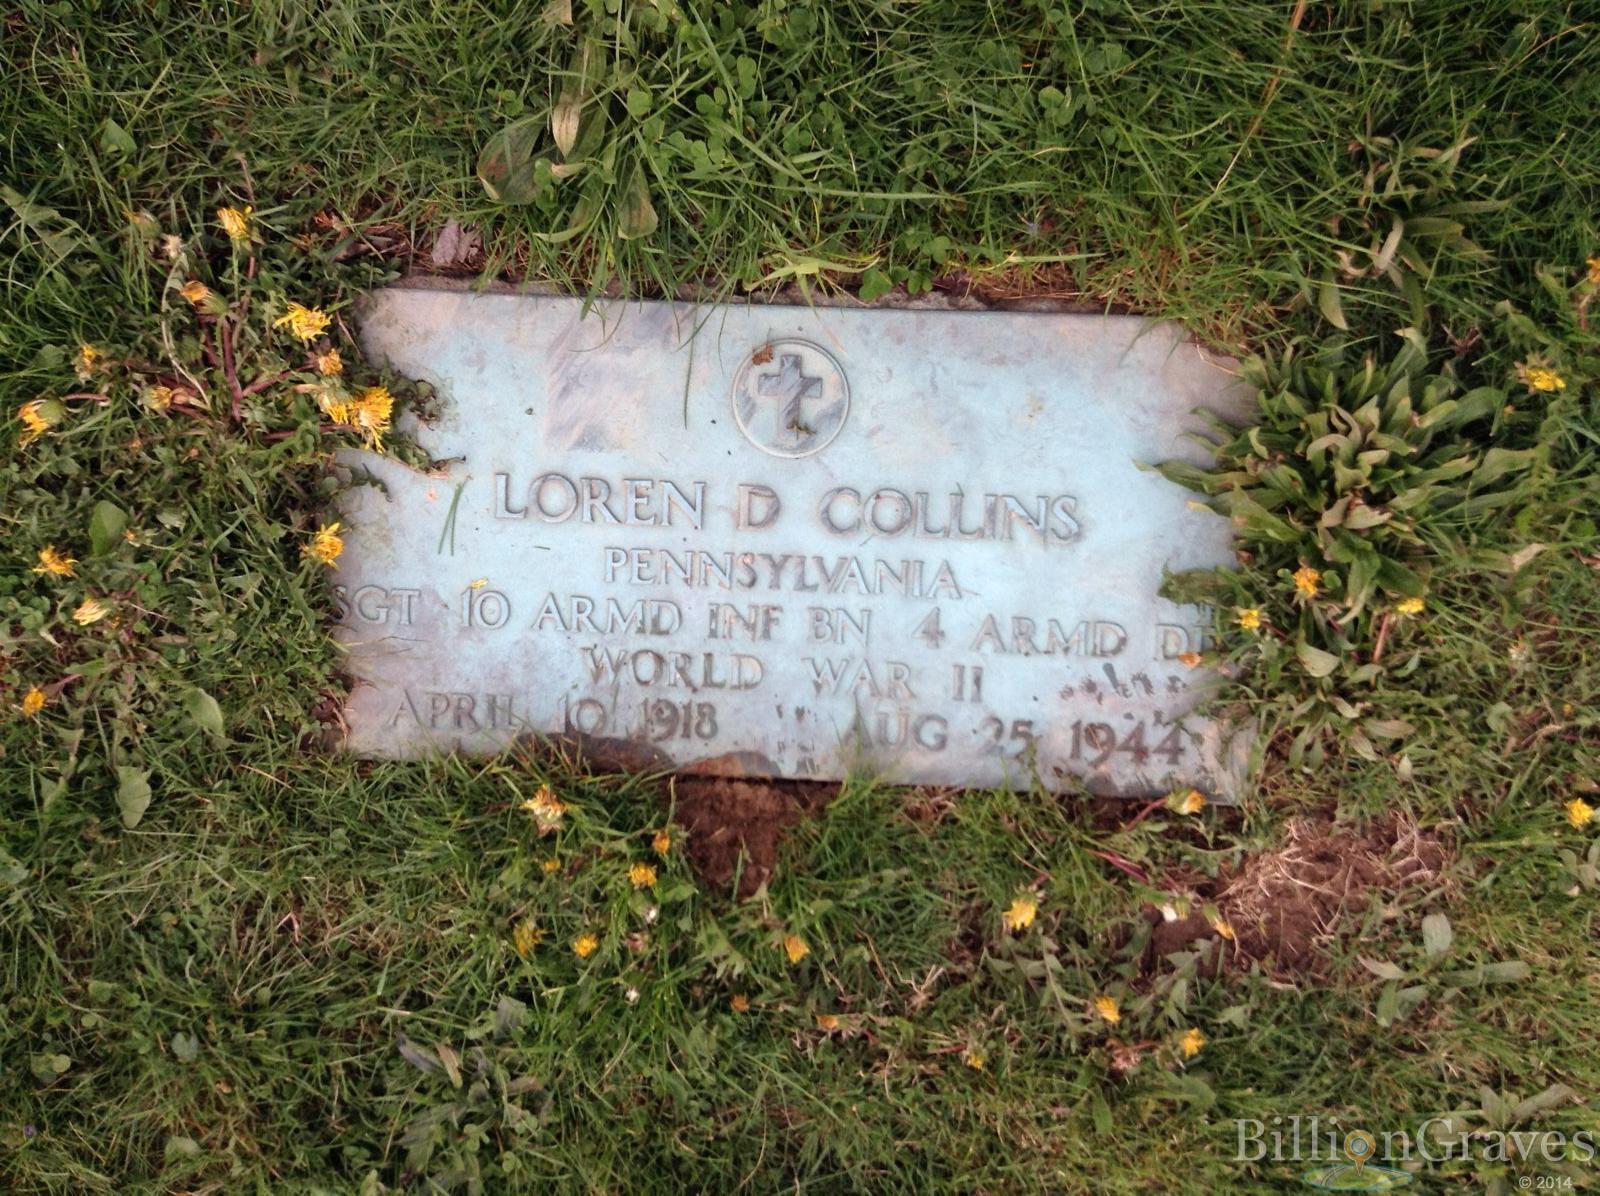 LOREN D COLLINS
PENNSYLVANIA
SGT 10 ARMD INF BN 4 ARMD DI
WORLD WAR II
APRIL 10 1918 AUG 25 1944
BillionGraves
© 2014